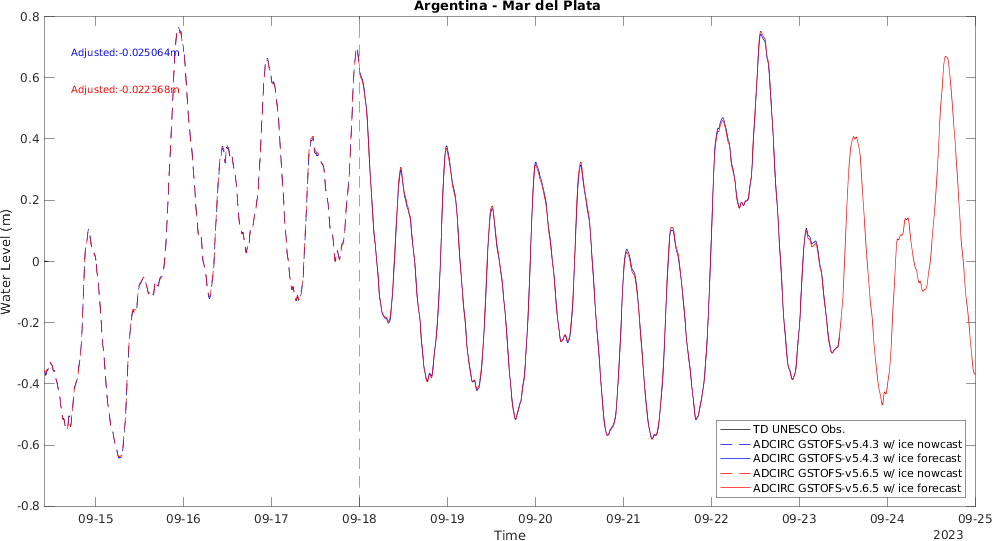 Argentina - Mar del Plata
0.8
0.6
0.4
0.2
0
-0.2
-0.4
-0.6
-0.8
Water Level (m)
Adjusted:-0.025064m
Adjusted:-0.022368m
TD UNESCO Obs.
ADCIRC GSTOFS-v5.4.3 w/ ice nowcast
ADCIRC GSTOFS-v5.4.3 w/ ice forecast
ADCIRC GSTOFS-v5.6.5 w/ ice nowcast
ADCIRC GSTOFS-v5.6.5 w/ ice forecast
09-15 09-16 09-17 09-18 09-19 09-20 09-21 09-22 09-23 09-24 09-25
Time
2023